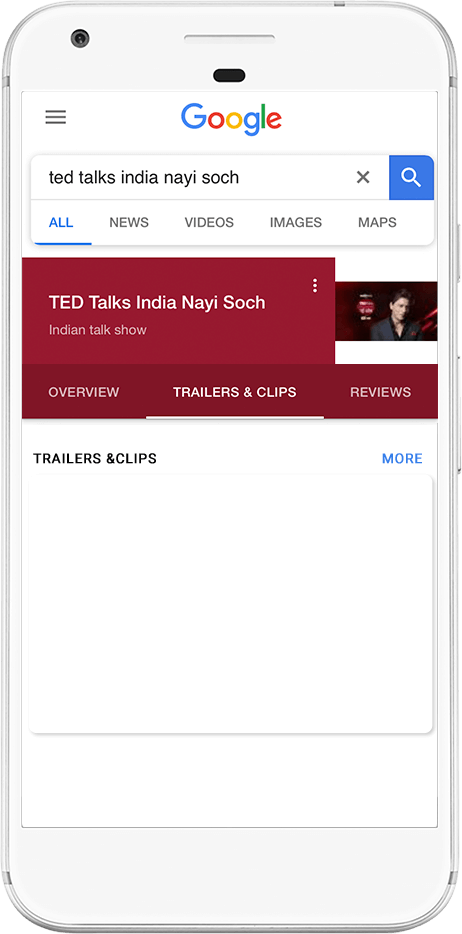 Google
ted talks india nayi soch
ALL NEWS VIDEOS IMAGES MAPS
TED Talks India Nayi Soch
Indian talk show
OVERVIEW TRAILERS & CLIPS REVIEWS
TRAILERS &CLIPS MORE